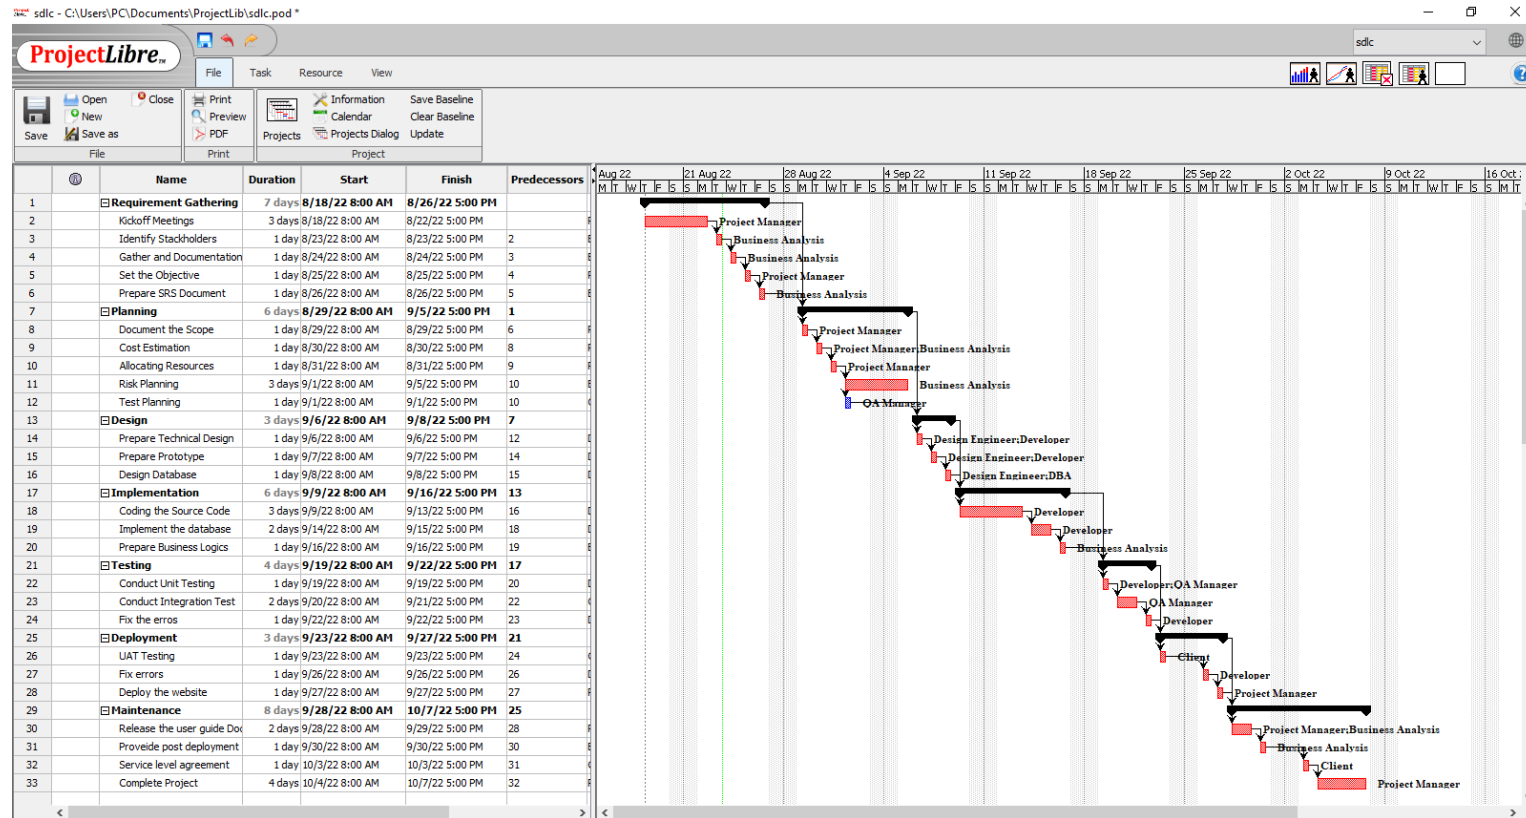 sdlc - C:\Users\PC\Documents\ProjectLib\sdlc.pod *
ProjectLibre
sdlc
File Task Resource View
Save
Open
New
Save as
Close
File
Print
Preview
PDF
Print
Projects
Information
Calendar
Projects Dialog
Save Baseline
Clear Baseline
Update
Project
Name Duration Start Finish Predecessors
Aug 22 21 Aug 22 28 Aug 22 4 Sep 22 11 Sep 22 18 Sep 22 25 Sep 22 2 Oct 22 9 Oct 22 16 Oct
M T W T F S S M T W T F S S M T W T F S S M T W T F S S M T W T F S S M T W T F S S M T W T F S S M T W T F S S M T W T F S S M T
1 Requirement Gathering 7 days 8/18/22 8:00 AM 8/26/22 5:00 PM
2 Kickoff Meetings 3 days 8/18/22 8:00 AM 8/22/22 5:00 PM Project Manager
3 Identify Stackholders 1 day 8/23/22 8:00 AM 8/23/22 5:00 PM 2 Business Analysis
4 Gather and Documentation 1 day 8/24/22 8:00 AM 8/24/22 5:00 PM 3 Business Analysis
5 Set the Objective 1 day 8/25/22 8:00 AM 8/25/22 5:00 PM 4 Project Manager
6 Prepare SRS Document 1 day 8/26/22 8:00 AM 8/26/22 5:00 PM 5 Business Analysis
7 Planning 6 days 8/29/22 8:00 AM 9/5/22 5:00 PM 1
8 Document the Scope 1 day 8/29/22 8:00 AM 8/29/22 5:00 PM 6 Project Manager
9 Cost Estimation 1 day 8/30/22 8:00 AM 8/30/22 5:00 PM 8 Project Manager;Business Analysis
10 Allocating Resources 1 day 8/31/22 8:00 AM 8/31/22 5:00 PM 9 Project Manager
11 Risk Planning 3 days 9/1/22 8:00 AM 9/5/22 5:00 PM 10 Business Analysis
12 Test Planning 1 day 9/1/22 8:00 AM 9/1/22 5:00 PM 10 QA Manager
13 Design 3 days 9/6/22 8:00 AM 9/8/22 5:00 PM 7
14 Prepare Technical Design 1 day 9/6/22 8:00 AM 9/6/22 5:00 PM 12 Design Engineer;Developer
15 Prepare Prototype 1 day 9/7/22 8:00 AM 9/7/22 5:00 PM 14 Design Engineer;Developer
16 Design Database 1 day 9/8/22 8:00 AM 9/8/22 5:00 PM 15 Design Engineer;DBA
17 Implementation 6 days 9/9/22 8:00 AM 9/16/22 5:00 PM 13
18 Coding the Source Code 3 days 9/9/22 8:00 AM 9/13/22 5:00 PM 16 Developer
19 Implement the database 2 days 9/14/22 8:00 AM 9/15/22 5:00 PM 18 Developer
20 Prepare Business Logics 1 day 9/16/22 8:00 AM 9/16/22 5:00 PM 19 Business Analysis
21 Testing 4 days 9/19/22 8:00 AM 9/22/22 5:00 PM 17
22 Conduct Unit Testing 1 day 9/19/22 8:00 AM 9/19/22 5:00 PM 20 Developer;QA Manager
23 Conduct Integration Test 2 days 9/20/22 8:00 AM 9/21/22 5:00 PM 22 QA Manager
24 Fix the erros 1 day 9/22/22 8:00 AM 9/22/22 5:00 PM 23 Developer
25 Deployment 3 days 9/23/22 8:00 AM 9/27/22 5:00 PM 21
26 UAT Testing 1 day 9/23/22 8:00 AM 9/23/22 5:00 PM 24 Client
27 Fix errors 1 day 9/26/22 8:00 AM 9/26/22 5:00 PM 26 Developer
28 Deploy the website 1 day 9/27/22 8:00 AM 9/27/22 5:00 PM 27 Project Manager
29 Maintenance 8 days 9/28/22 8:00 AM 10/7/22 5:00 PM 25
30 Release the user guide Doc 2 days 9/28/22 8:00 AM 9/29/22 5:00 PM 28 Project Manager;Business Analysis
31 Proveide post deployment 1 day 9/30/22 8:00 AM 9/30/22 5:00 PM 30 Business Analysis
32 Service level agreement 1 day 10/3/22 8:00 AM 10/3/22 5:00 PM 31 Client
33 Complete Project 4 days 10/4/22 8:00 AM 10/7/22 5:00 PM 32 Project Manager